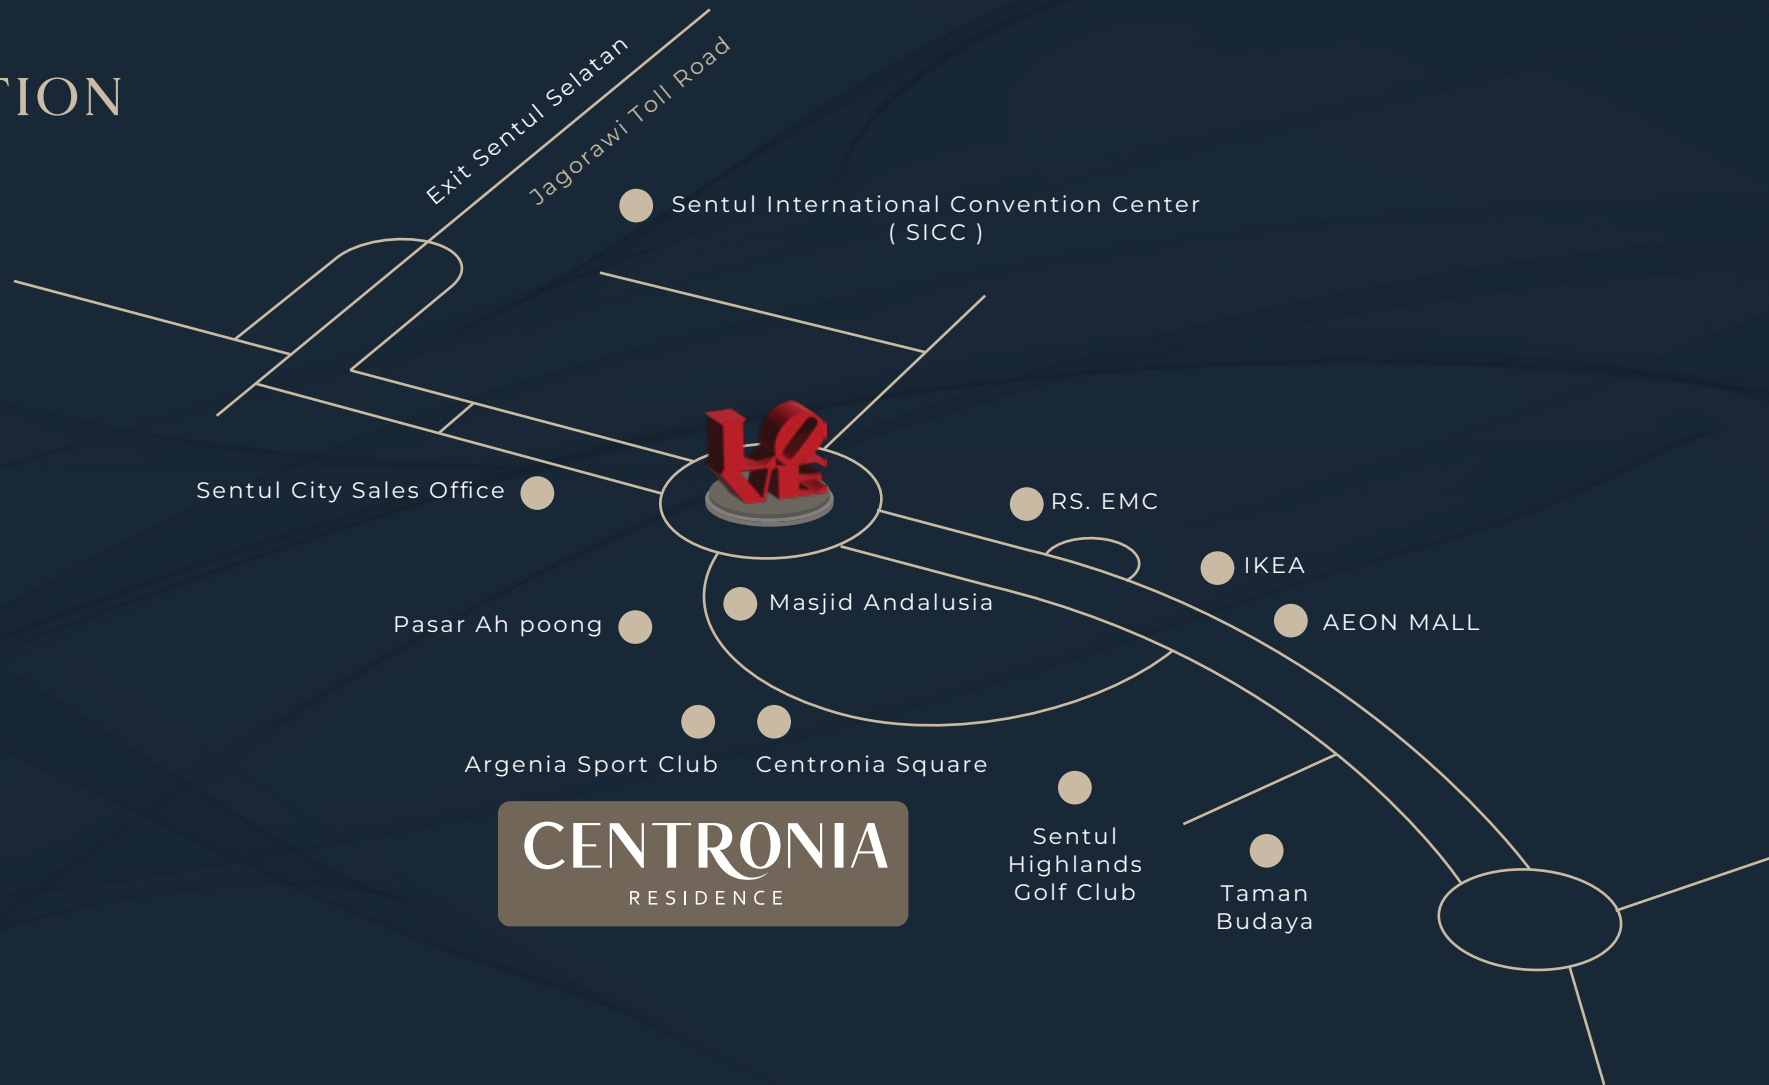 TION
Exit Sentul Selatan
Jagorawi Toll Road
Sentul International Convention Center
( SICC )
LOVE
Sentul City Sales Office
RS. EMC
IKEA
Masjid Andalusia
Pasar Ah poong
AEON MALL
Argenia Sport Club
Centronia Square
CENTRONIA
RESIDENCE
Sentul
Highlands
Golf Club
Taman
Budaya